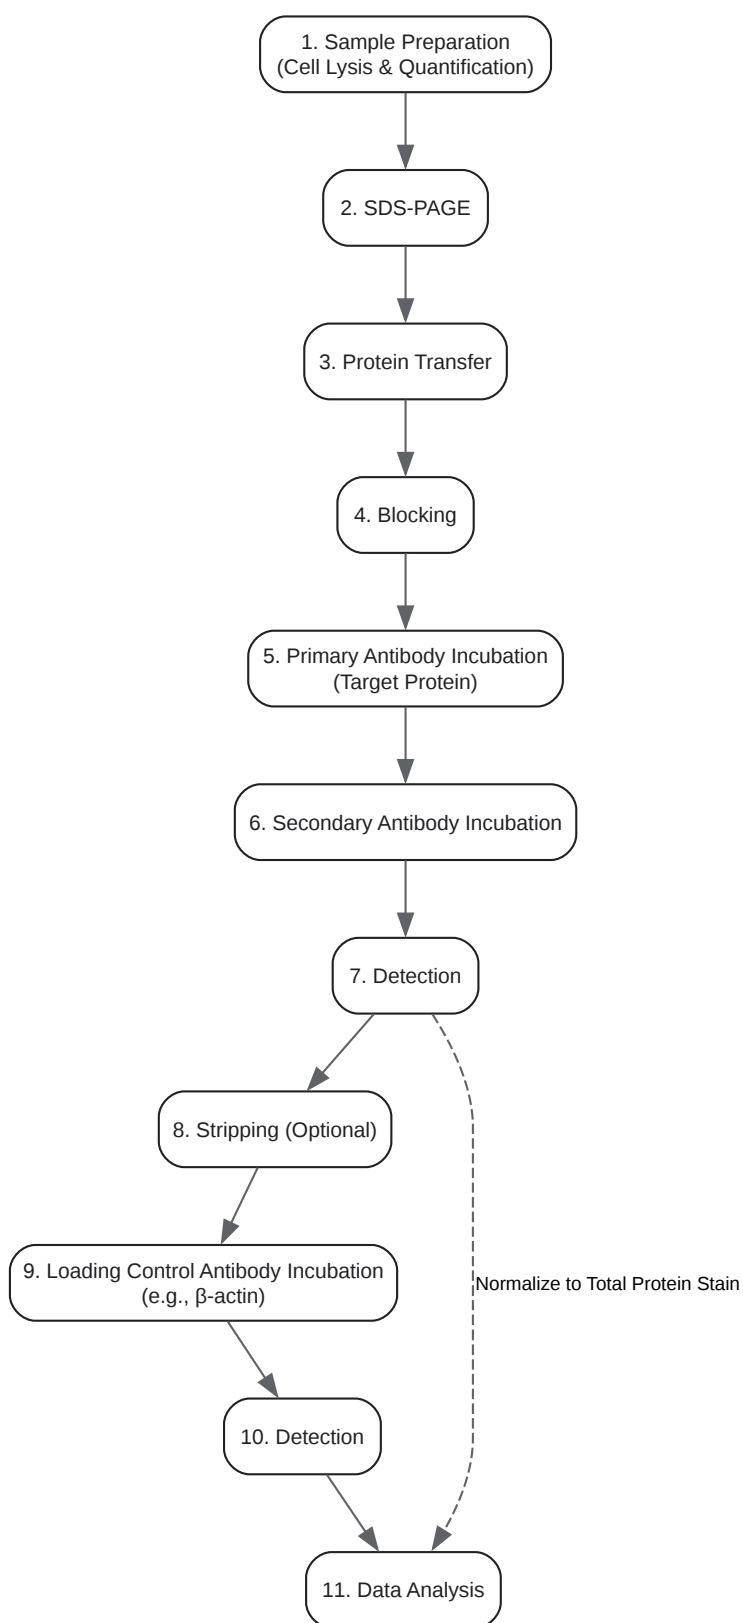 1. Sample Preparation
(Cell Lysis & Quantification)
2. SDS-PAGE
3. Protein Transfer
4. Blocking
5. Primary Antibody Incubation
(Target Protein)
6. Secondary Antibody Incubation
7. Detection
8. Stripping (Optional)
9. Loading Control Antibody Incubation
(e.g., β-actin)
Normalize to Total Protein Stain
10. Detection
11. Data Analysis